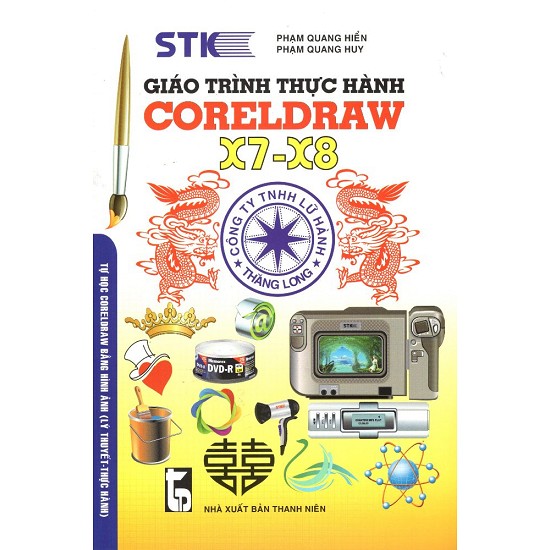 STK
PHẠM QUANG HIỂN
PHẠM QUANG HUY
GIÁO TRÌNH THỰC HÀNH
CORELDRAW
X7-X8
CÔNG TY TNHH LỮ HÀNH
THĂNG LONG
TỰ HỌC CORELDRAW BẰNG HÌNH ẢNH (LÝ THUYẾT-THỰC HÀNH)
STK
DVD-R
NHÀ XUẤT BẢN THANH NIÊN